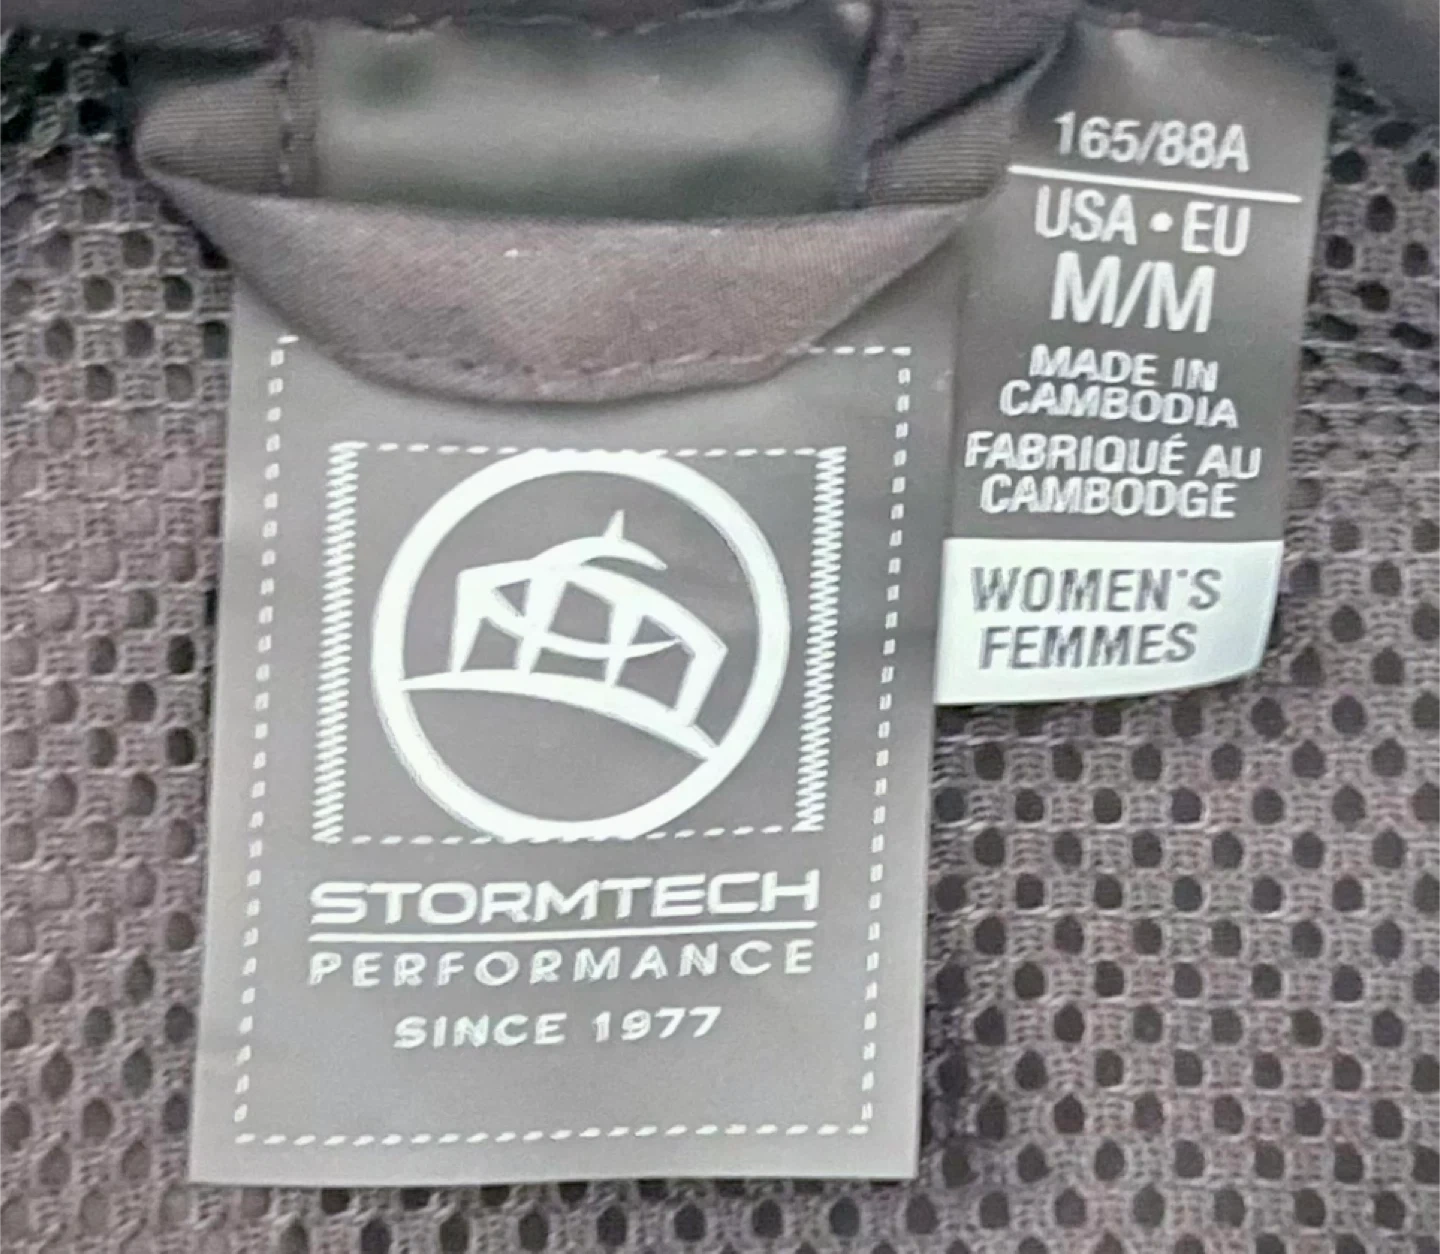 165/88A
USA • EU
M/M
MADE IN
CAMBODIA
FABRIQUÉ AU
CAMBODGE
WOMEN'S
FEMMES
STORMTECH
PERFORMANCE
SINCE 1977